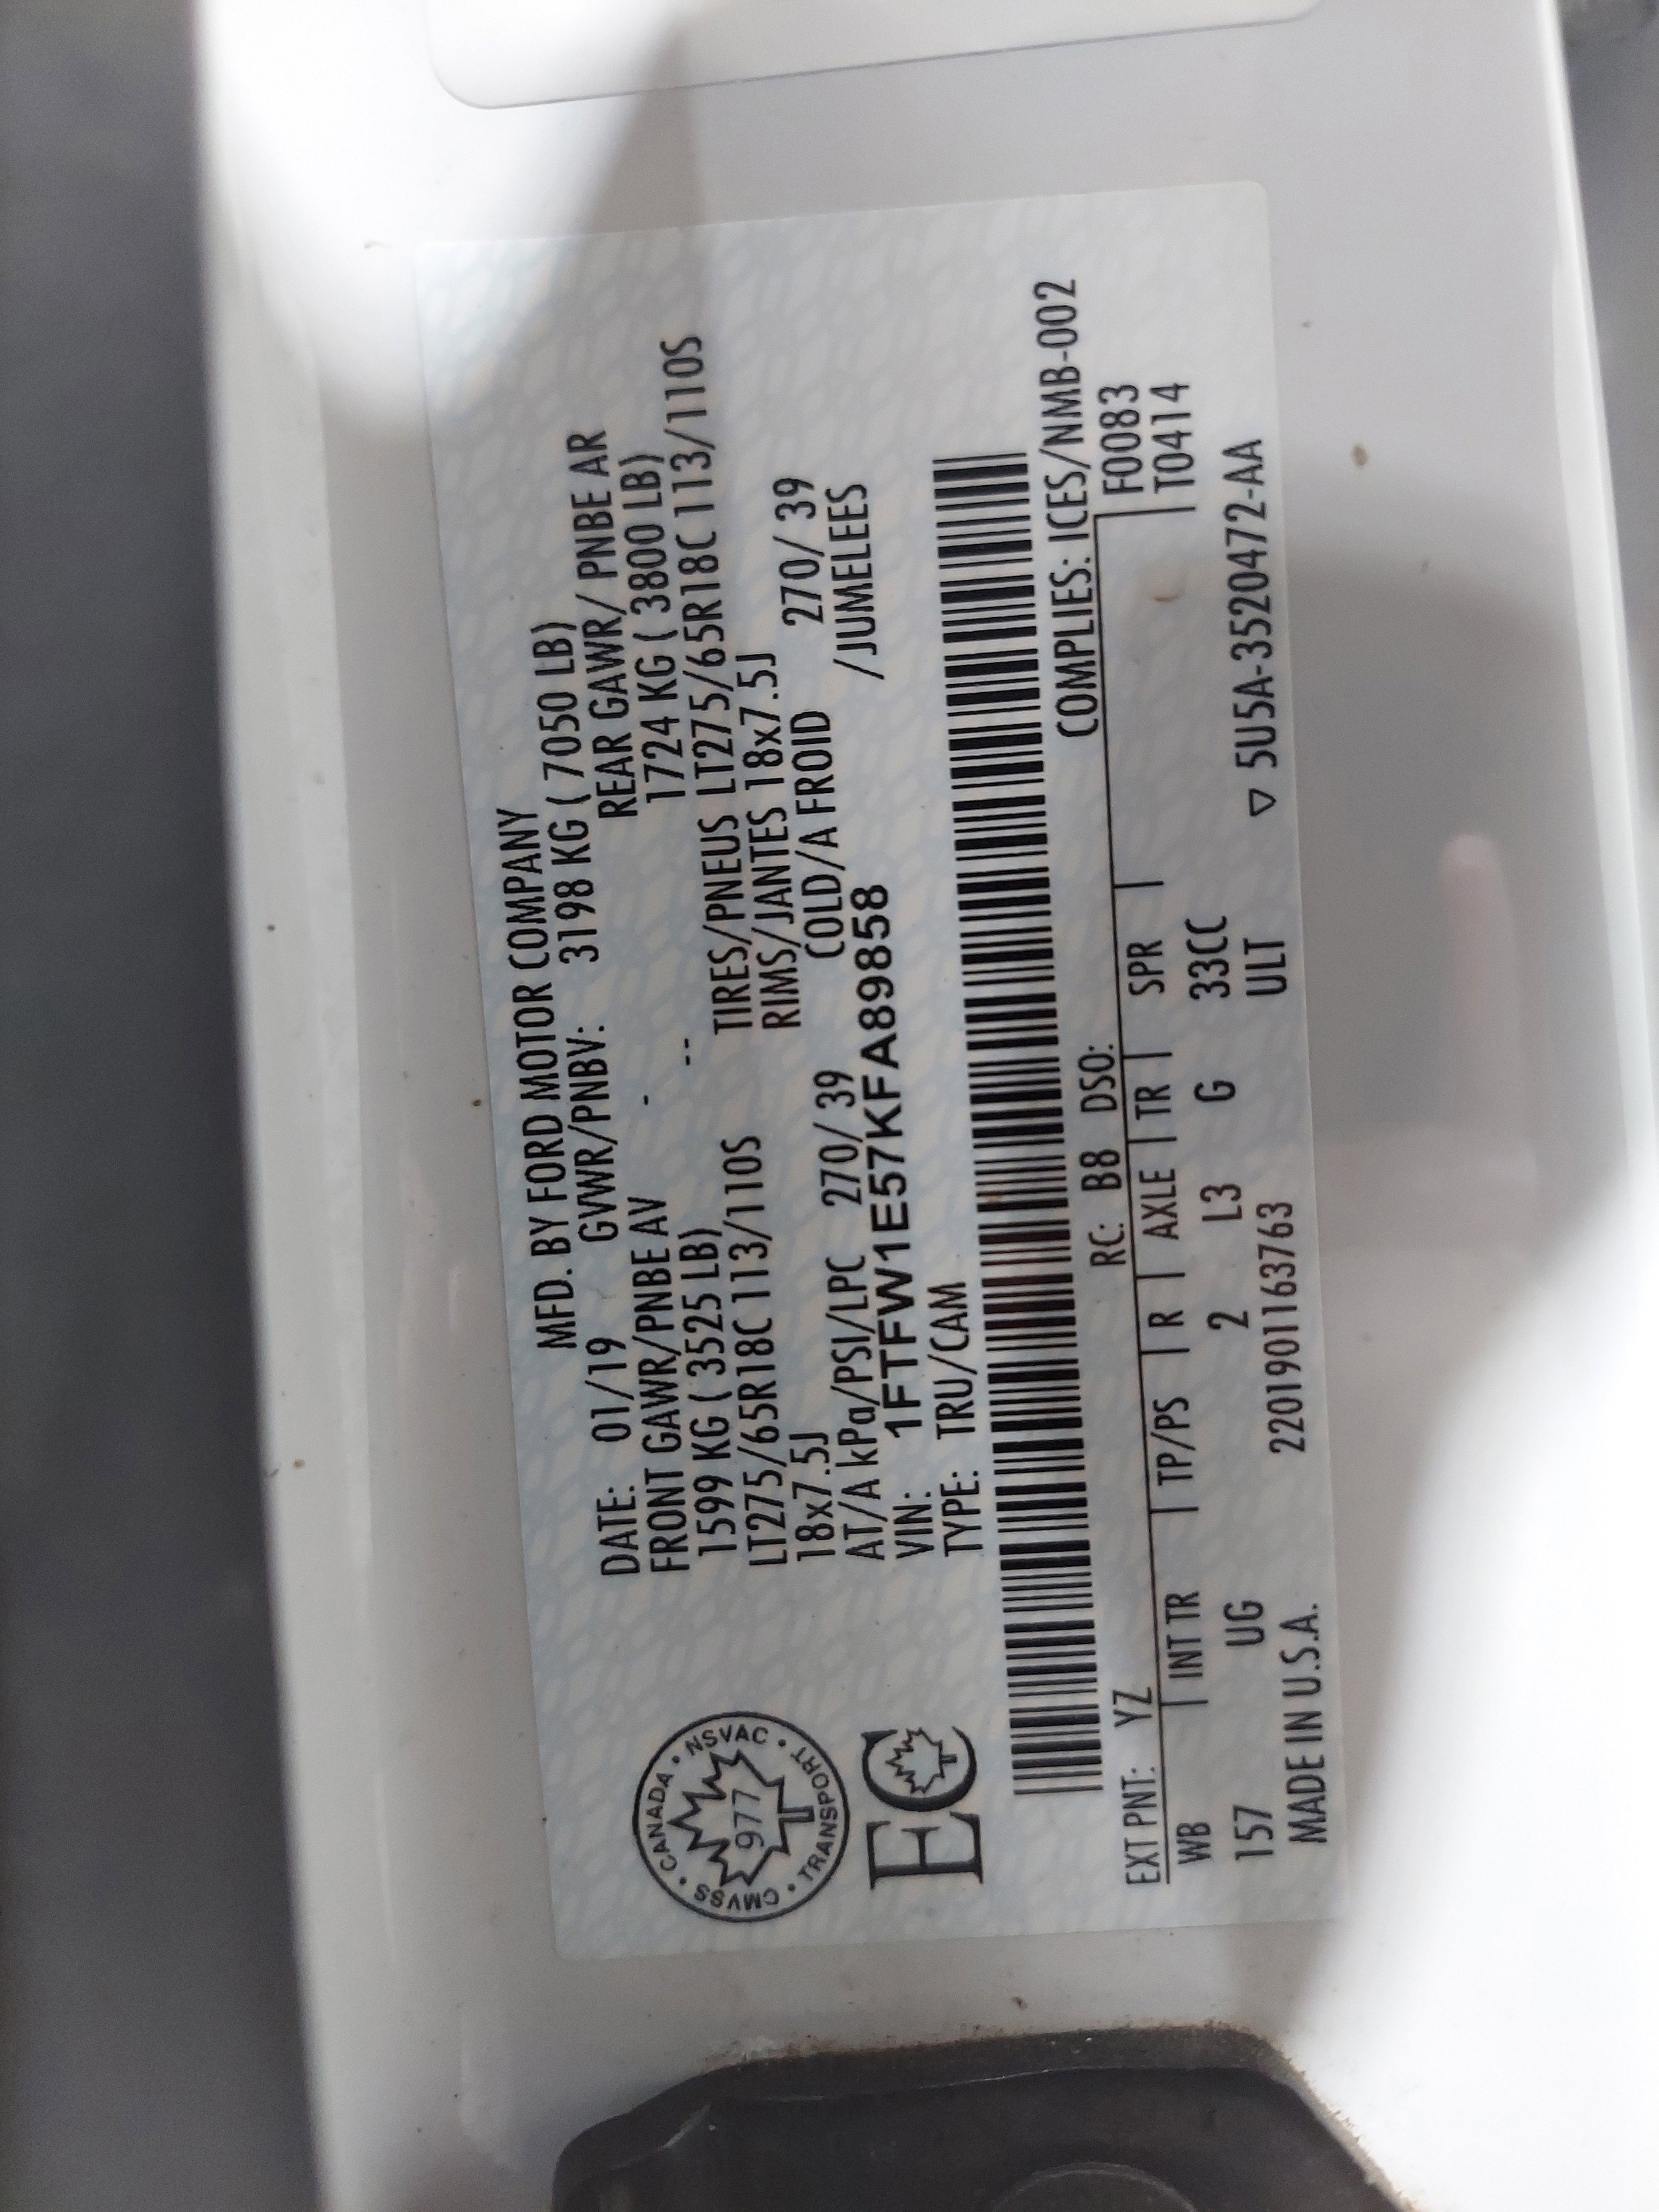 MFD. BY FORD MOTOR COMPANY
DATE: 01/19 GVWR/PNBV: 3198 KG ( 7050 LB)
FRONT GAWR/PNBE AV - REAR GAWR/ PNBE AR
1599 KG ( 3525 LB) -- 1724 KG ( 3800 LB)
LT275/65R18C 113/110S TIRES/PNEUS LT275/65R18C 113/110S
18x7.5J RIMS/JANTES 18x7.5J
AT/A kPa/PSI/LPC 270/ 39 COLD/A FROID 270/ 39
VIN: 1FTFW1E57KFA89858 /JUMELEES
TYPE: TRU/CAM
CANADA • NSVAC • TRANSPORT • CMVSS •
977
EC
COMPLIES: ICES/NMB-002
EXT PNT: YZ RC: B8 DSO: F0083
WB INT TR TP/PS R AXLE TR SPR T0414
157 UG 2 L3 G 33CC
ULT
MADE IN U.S.A. 2201901163763 ▽ 5U5A-3520472-AA